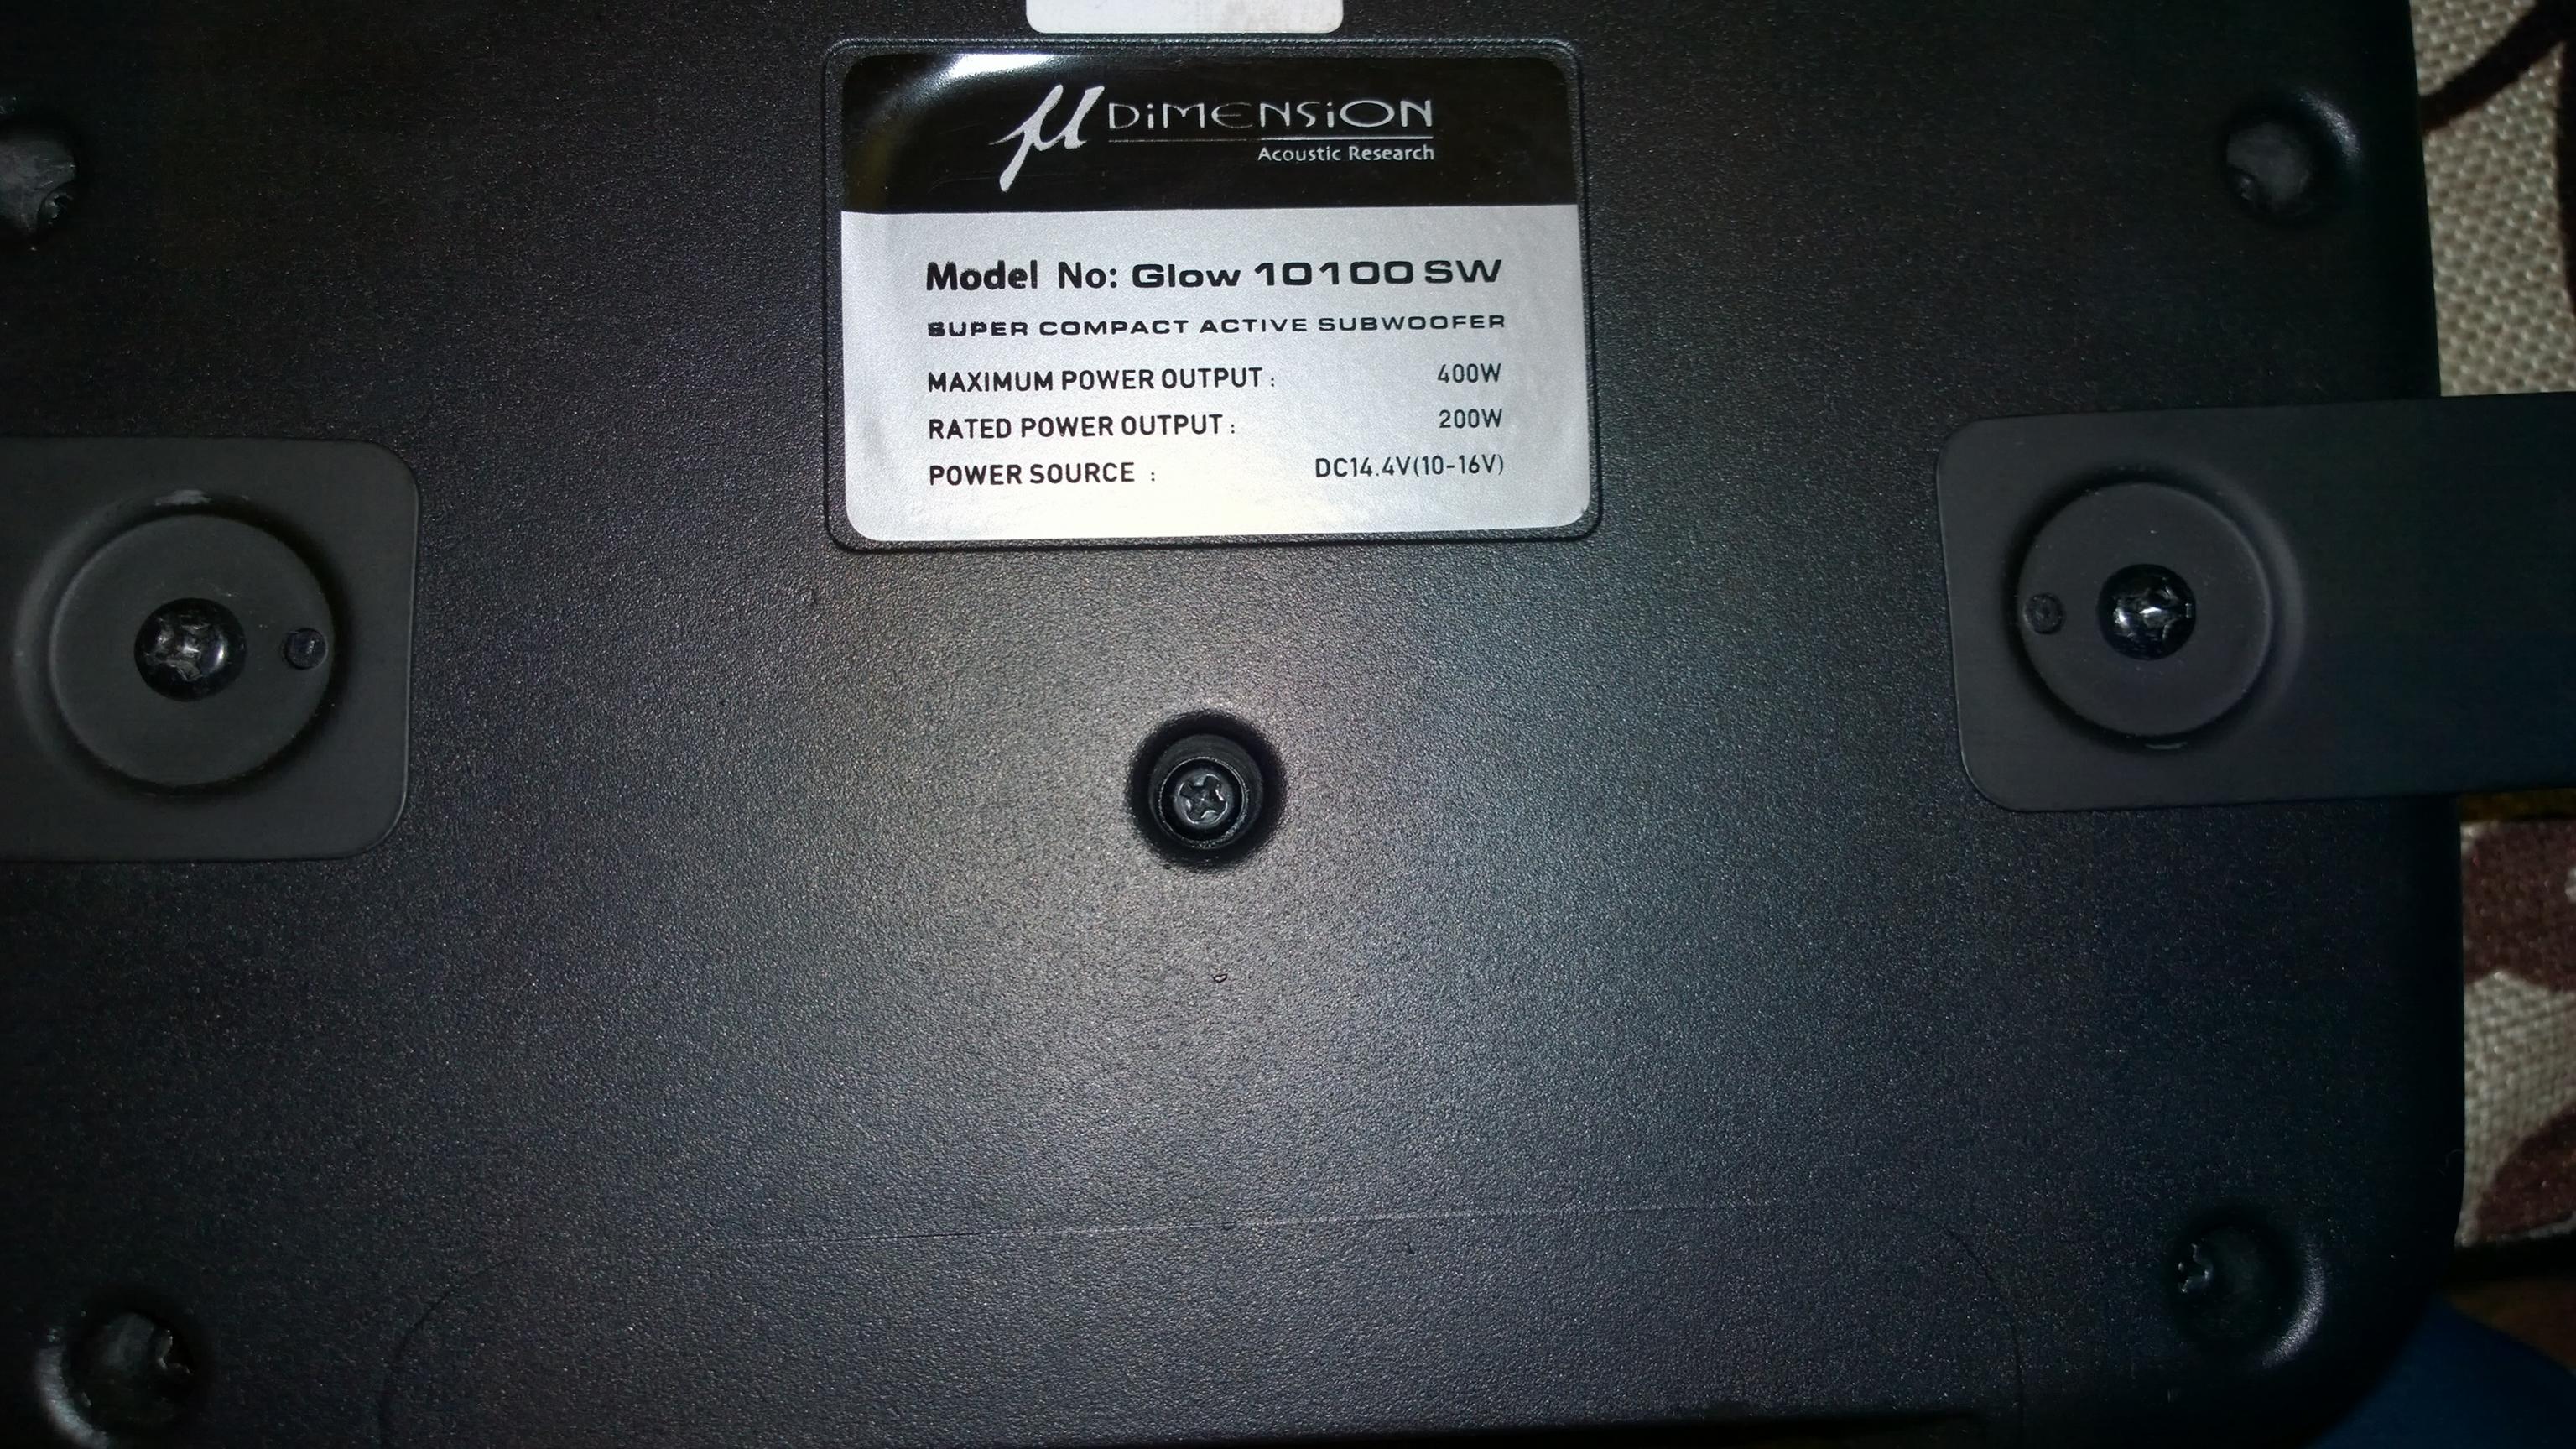 µ DiMENSiON
Acoustic Research
Model No: Glow 10100 SW
SUPER COMPACT ACTIVE SUBWOOFER
MAXIMUM POWER OUTPUT : 400W
RATED POWER OUTPUT : 200W
POWER SOURCE : DC14.4V(10-16V)